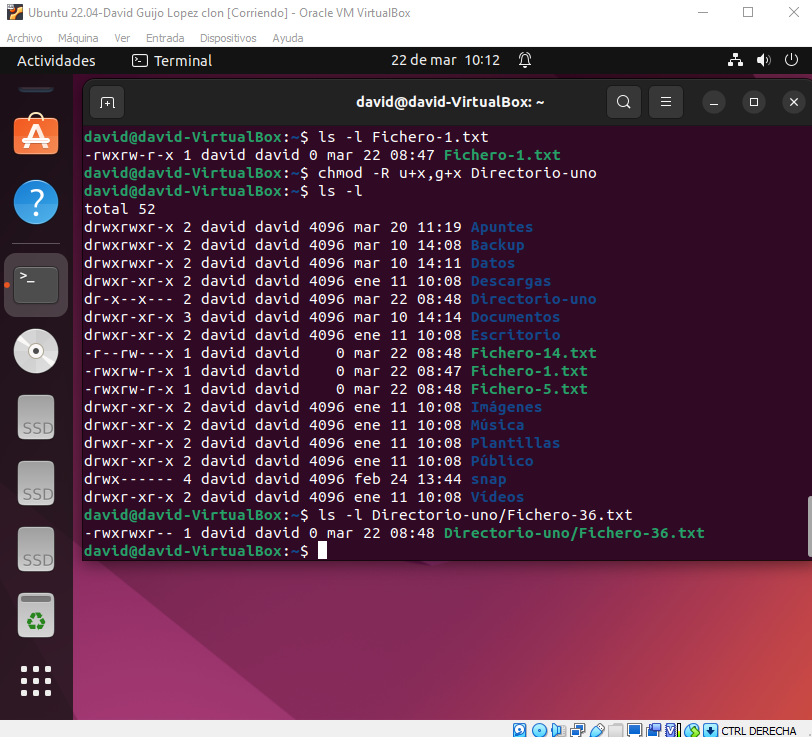 Ubuntu 22.04-David Guijo Lopez clon [Corriendo] - Oracle VM VirtualBox
Archivo Máquina Ver Entrada Dispositivos Ayuda
Actividades Terminal 22 de mar 10:12
david@david-VirtualBox: ~
david@david-VirtualBox:~$ ls -l Fichero-1.txt
-rwxrw-r-x 1 david david 0 mar 22 08:47 Fichero-1.txt
david@david-VirtualBox:~$ chmod -R u+x,g+x Directorio-uno
david@david-VirtualBox:~$ ls -l
total 52
drwxrwxr-x 2 david david 4096 mar 20 11:19 Apuntes
drwxrwxr-x 2 david david 4096 mar 10 14:08 Backup
drwxrwxr-x 2 david david 4096 mar 10 14:11 Datos
drwxr-xr-x 2 david david 4096 ene 11 10:08 Descargas
dr-x--x--- 2 david david 4096 mar 22 08:48 Directorio-uno
drwxr-xr-x 3 david david 4096 mar 10 14:14 Documentos
drwxr-xr-x 2 david david 4096 ene 11 10:08 Escritorio
-r--rw---x 1 david david    0 mar 22 08:48 Fichero-14.txt
-rwxrw-r-x 1 david david    0 mar 22 08:47 Fichero-1.txt
-rwxrwxr-x 1 david david    0 mar 22 08:48 Fichero-5.txt
drwxr-xr-x 2 david david 4096 ene 11 10:08 Imágenes
drwxr-xr-x 2 david david 4096 ene 11 10:08 Música
drwxr-xr-x 2 david david 4096 ene 11 10:08 Plantillas
drwxr-xr-x 2 david david 4096 ene 11 10:08 Público
drwx------ 4 david david 4096 feb 24 13:44 snap
drwxr-xr-x 2 david david 4096 ene 11 10:08 Vídeos
david@david-VirtualBox:~$ ls -l Directorio-uno/Fichero-36.txt
-rwxrwxr-- 1 david david 0 mar 22 08:48 Directorio-uno/Fichero-36.txt
david@david-VirtualBox:~$
SSD
SSD
SSD
CTRL DERECHA